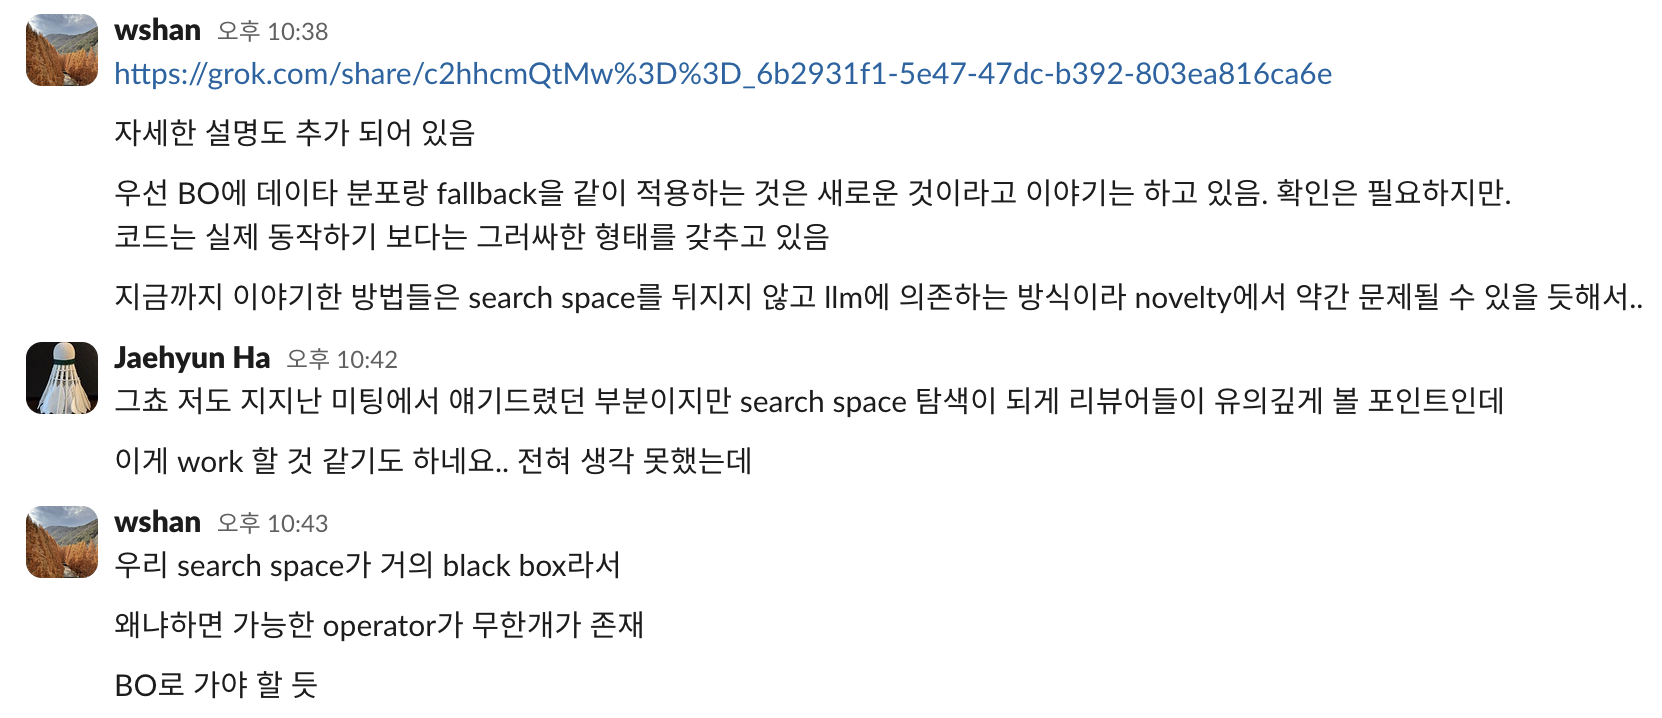 wshan 오후 10:38
https://grok.com/share/c2hhcmQtMw%3D%3D_6b2931f1-5e47-47dc-b392-803ea816ca6e
자세한 설명도 추가 되어 있음
우선 BO에 데이타 분포랑 fallback을 같이 적용하는 것은 새로운 것이라고 이야기는 하고 있음. 확인은 필요하지만.
코드는 실제 동작하기 보다는 그러싸한 형태를 갖추고 있음
지금까지 이야기한 방법들은 search space를 뒤지지 않고 llm에 의존하는 방식이라 novelty에서 약간 문제될 수 있을 듯해서..
Jaehyun Ha 오후 10:42
그쵸 저도 지지난 미팅에서 얘기드렸던 부분이지만 search space 탐색이 되게 리뷰어들이 유의깊게 볼 포인트인데
이게 work 할 것 같기도 하네요.. 전혀 생각 못했는데
wshan 오후 10:43
우리 search space가 거의 black box라서
왜냐하면 가능한 operator가 무한개가 존재
BO로 가야 할 듯